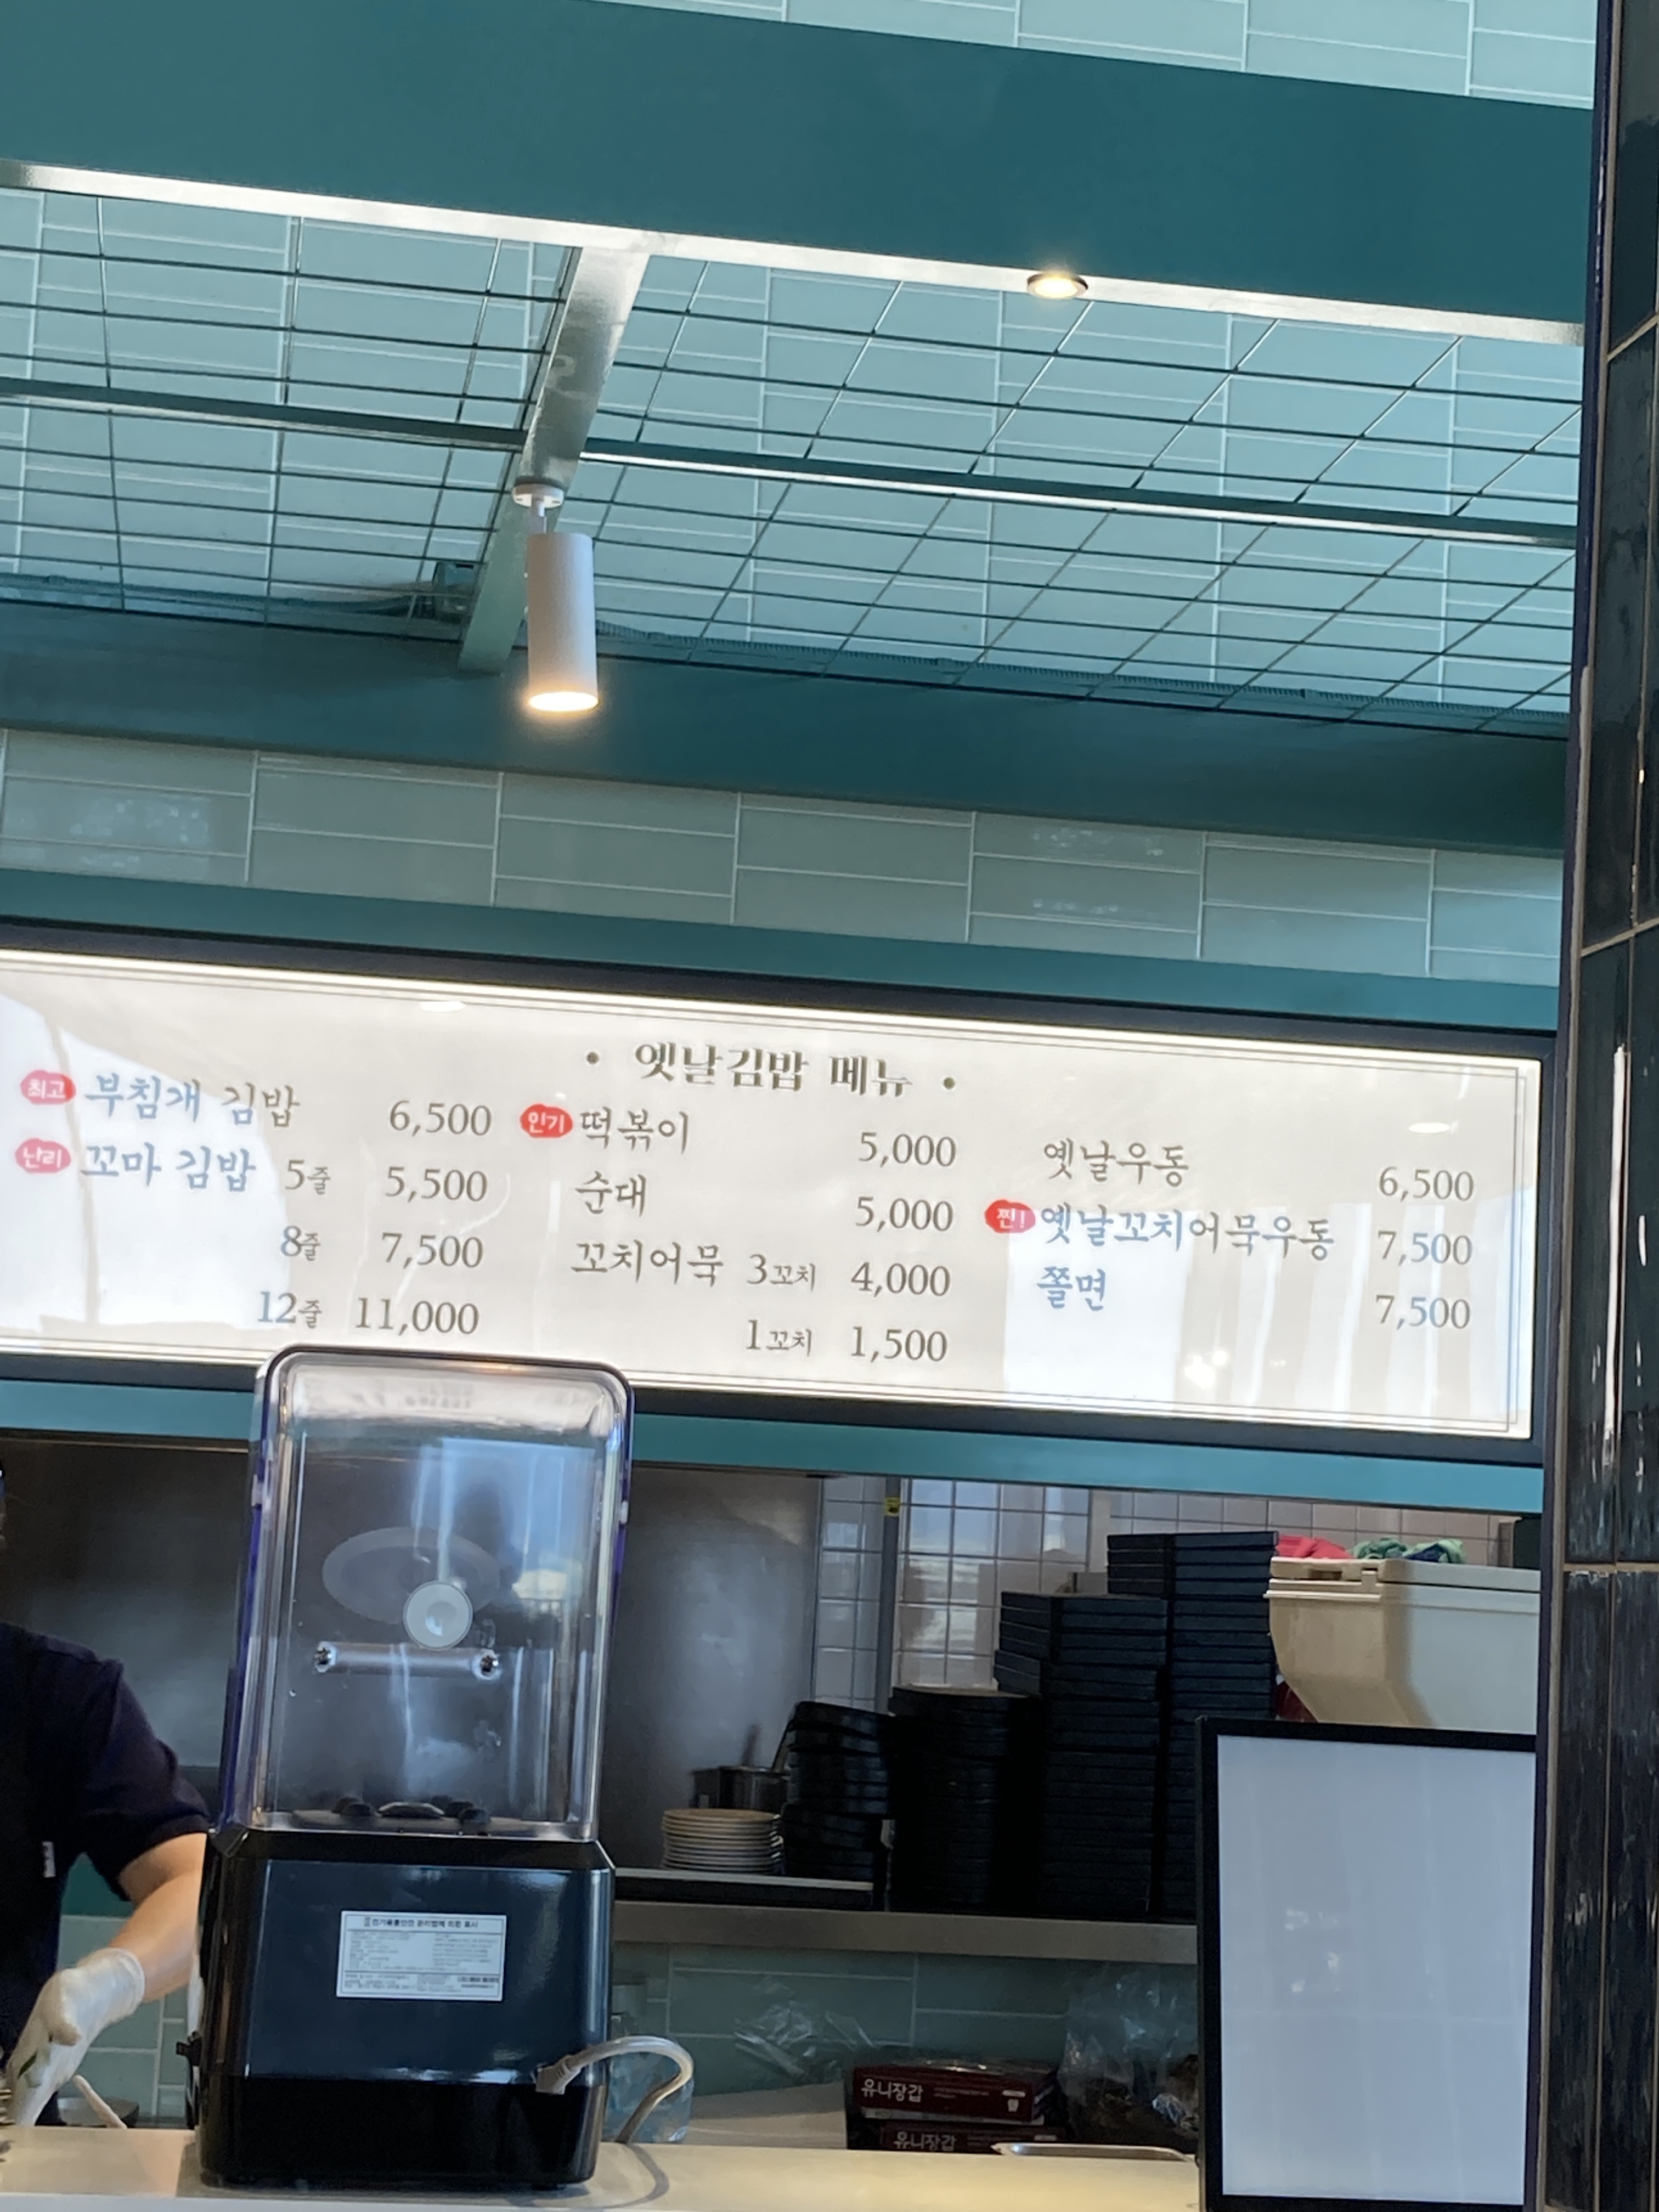 • 옛날김밥 메뉴 •
최고 부침개 김밥 6,500
난리 꼬마 김밥 5줄 5,500
8줄 7,500
12줄 11,000
인기 떡볶이 5,000
순대 5,000
꼬치어묵 3꼬치 4,000
1꼬치 1,500
옛날우동 6,500
찐! 옛날꼬치어묵우동 7,500
쫄면 7,500
유니장갑
유니장갑